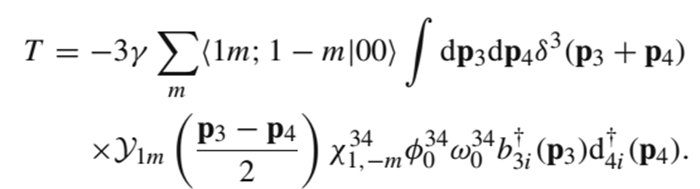 T = −3γ ∑_m ⟨1m; 1 − m|00⟩ ∫ d𝐩₃d𝐩₄δ³(𝐩₃ + 𝐩₄)
×𝒴₁ₘ ((𝐩₃ − 𝐩₄)/2) χ^{34}_{1,−m} ϕ^{34}_0 ω^{34}_0 b^†_{3i}(𝐩₃)d^†_{4i}(𝐩₄).